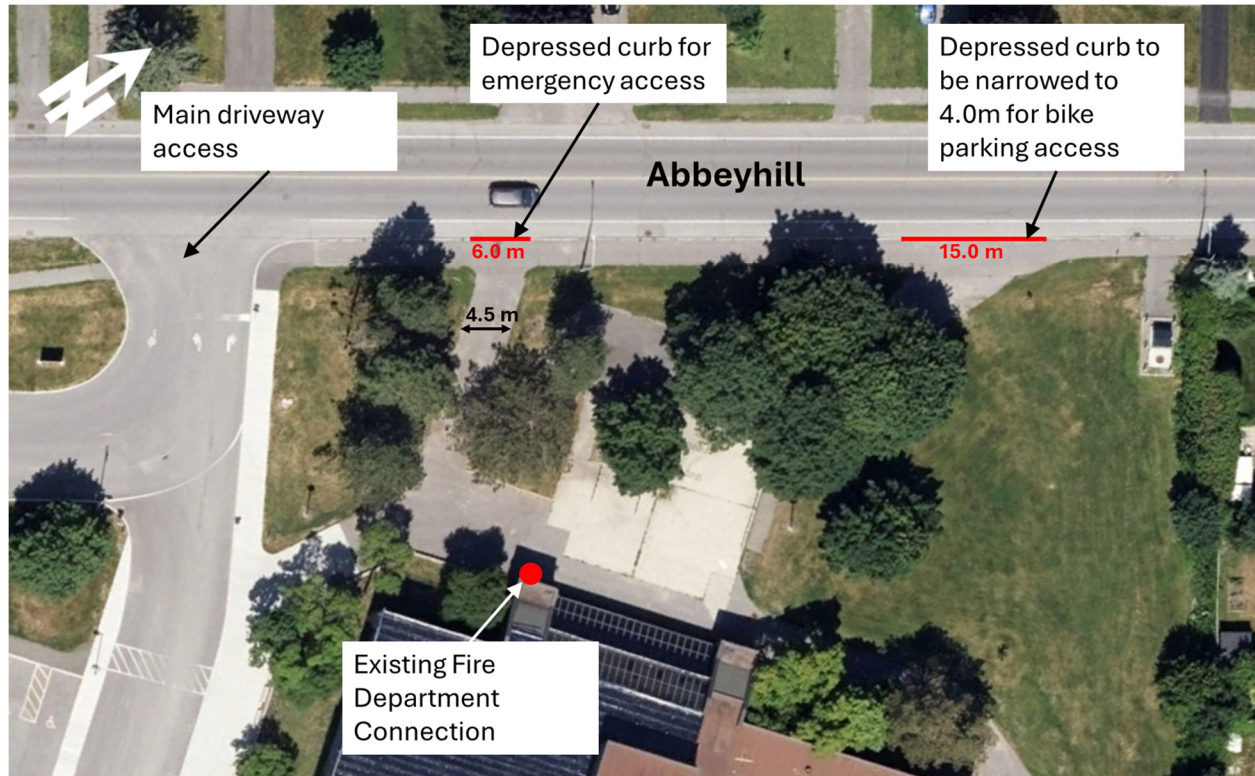 Depressed curb for
emergency access
Depressed curb to
be narrowed to
4.0m for bike
parking access
Main driveway
access
Abbeyhill
6.0 m
15.0 m
4.5 m
Existing Fire
Department
Connection